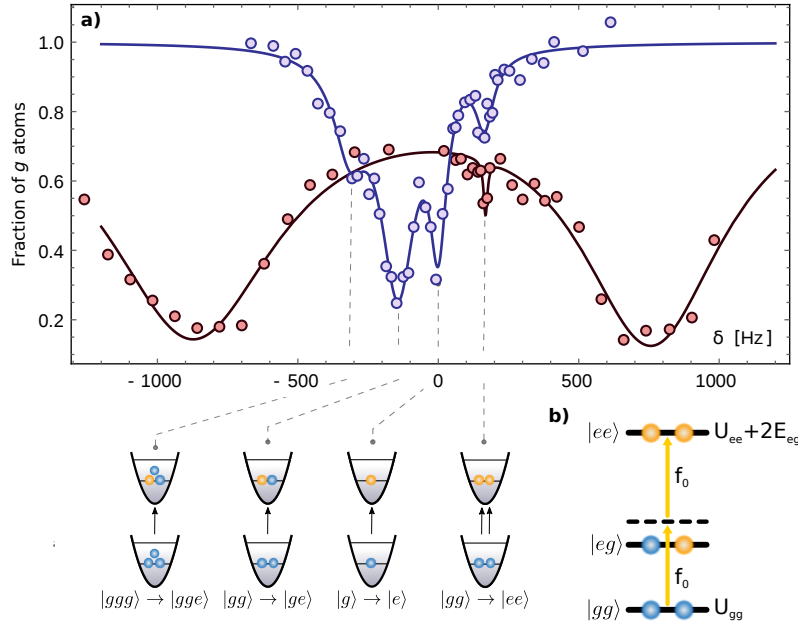 a)
Fraction of g atoms
1.0
0.8
0.6
0.4
0.2
δ [Hz]
- 1000
- 500
0
500
1000
|ggg⟩ → |gge⟩
|gg⟩ → |ge⟩
|g⟩ → |e⟩
|gg⟩ → |ee⟩
b)
|ee⟩
U_ee+2E_eg
f_0
|eg⟩
f_0
|gg⟩
U_gg